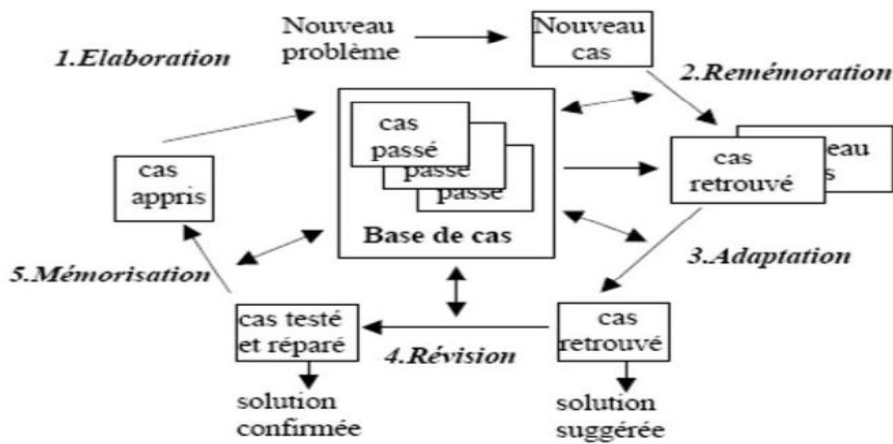 1.Elaboration
Nouveau
problème
Nouveau
cas
2.Remémoration
cas
passé
passé
passé
Base de cas
cas
retrouvé
eau
s
cas
appris
3.Adaptation
5.Mémorisation
cas testé
et réparé
4.Révision
cas
retrouvé
solution
confirmée
solution
suggérée